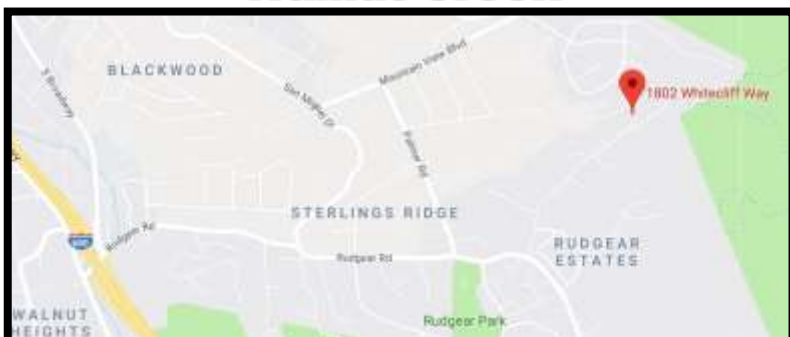 BLACKWOOD
S Broadway
San Miguel Dr
Mountain View Blvd
1802 Whitecliff Way
Palmer Rd
STERLINGS RIDGE
Rudgear Rd
Rudgear Rd
RUDGEAR
ESTATES
680
WALNUT
HEIGHTS
Rudgear Park